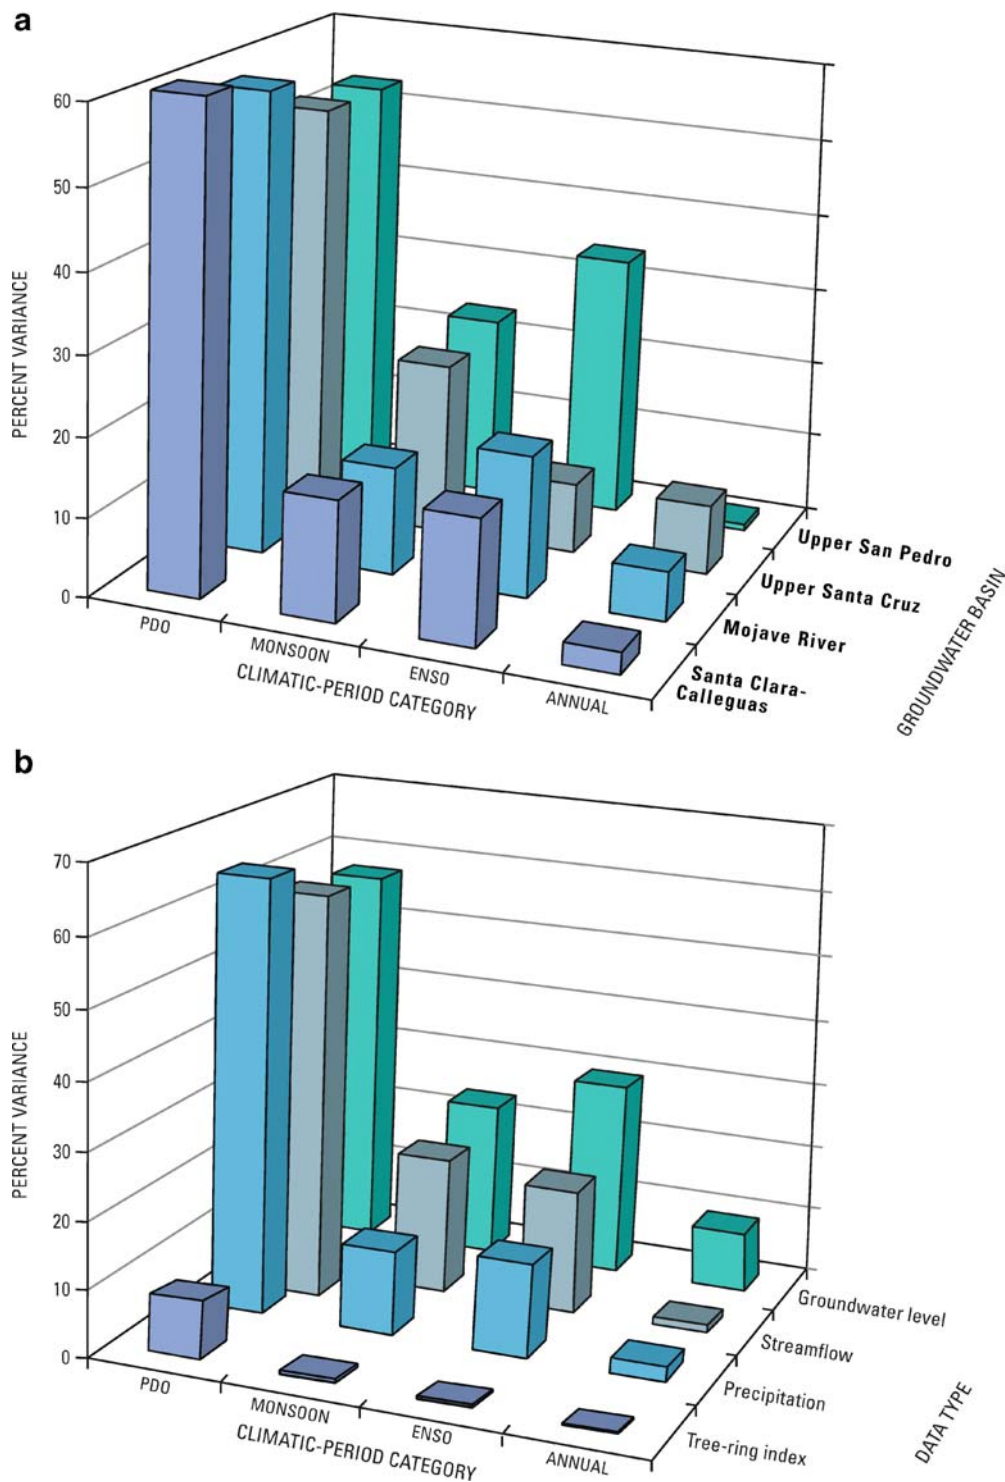 a
60
50
40
30
20
10
0
PERCENT VARIANCE
PDO
MONSOON
ENSO
ANNUAL
CLIMATIC-PERIOD CATEGORY
Upper San Pedro
Upper Santa Cruz
Mojave River
Santa Clara-
Calleguas
GROUNDWATER BASIN
b
70
60
50
40
30
20
10
0
PERCENT VARIANCE
PDO
MONSOON
ENSO
ANNUAL
CLIMATIC-PERIOD CATEGORY
Groundwater level
Streamflow
Precipitation
Tree-ring index
DATA TYPE